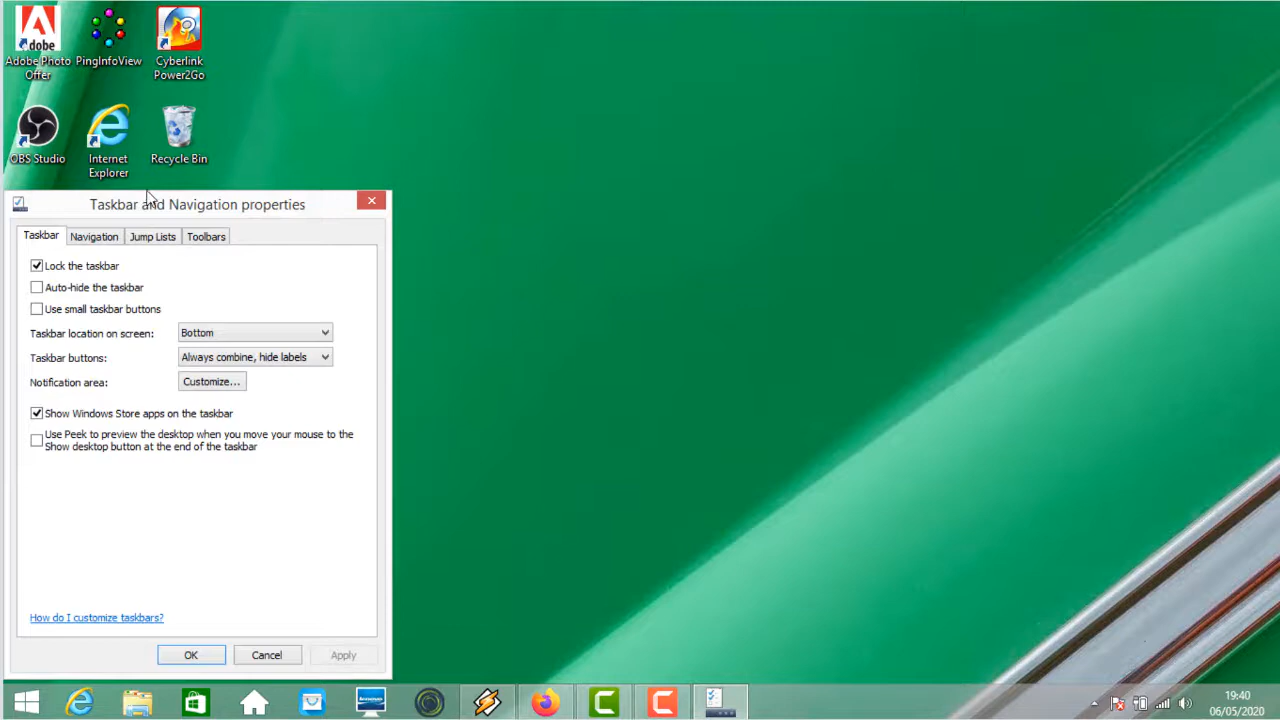 Adobe
Adobe Photo
Offer
PingInfoView
Cyberlink
Power2Go
OBS Studio
Internet
Explorer
Recycle Bin
Taskbar and Navigation properties
Taskbar
Navigation
Jump Lists
Toolbars
Lock the taskbar
Auto-hide the taskbar
Use small taskbar buttons
Taskbar location on screen:
Bottom
Taskbar buttons:
Always combine, hide labels
Notification area:
Customize...
Show Windows Store apps on the taskbar
Use Peek to preview the desktop when you move your mouse to the
Show desktop button at the end of the taskbar
How do I customize taskbars?
OK
Cancel
Apply
19:40
06/05/2020